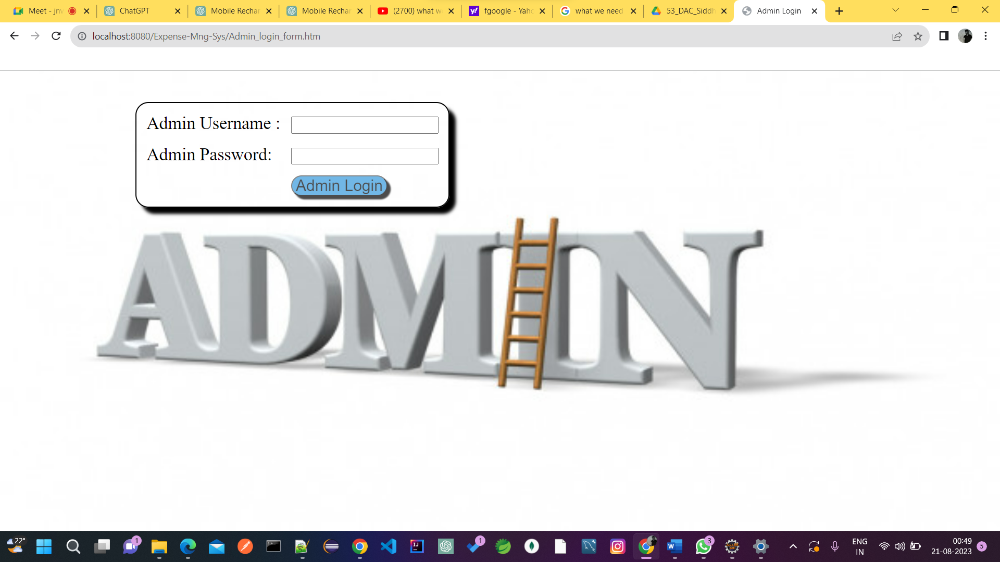 Meet - jnv
ChatGPT
Mobile Rechar
Mobile Rechar
(2700) what we
fgoogle - Yaho
what we need
53_DAC_Siddh
Admin Login
localhost:8080/Expense-Mng-Sys/Admin_login_form.htm
Admin Username :
Admin Password:
Admin Login
ADMIN
22°
1
1
3
ENG
IN
00:49
21-08-2023
5